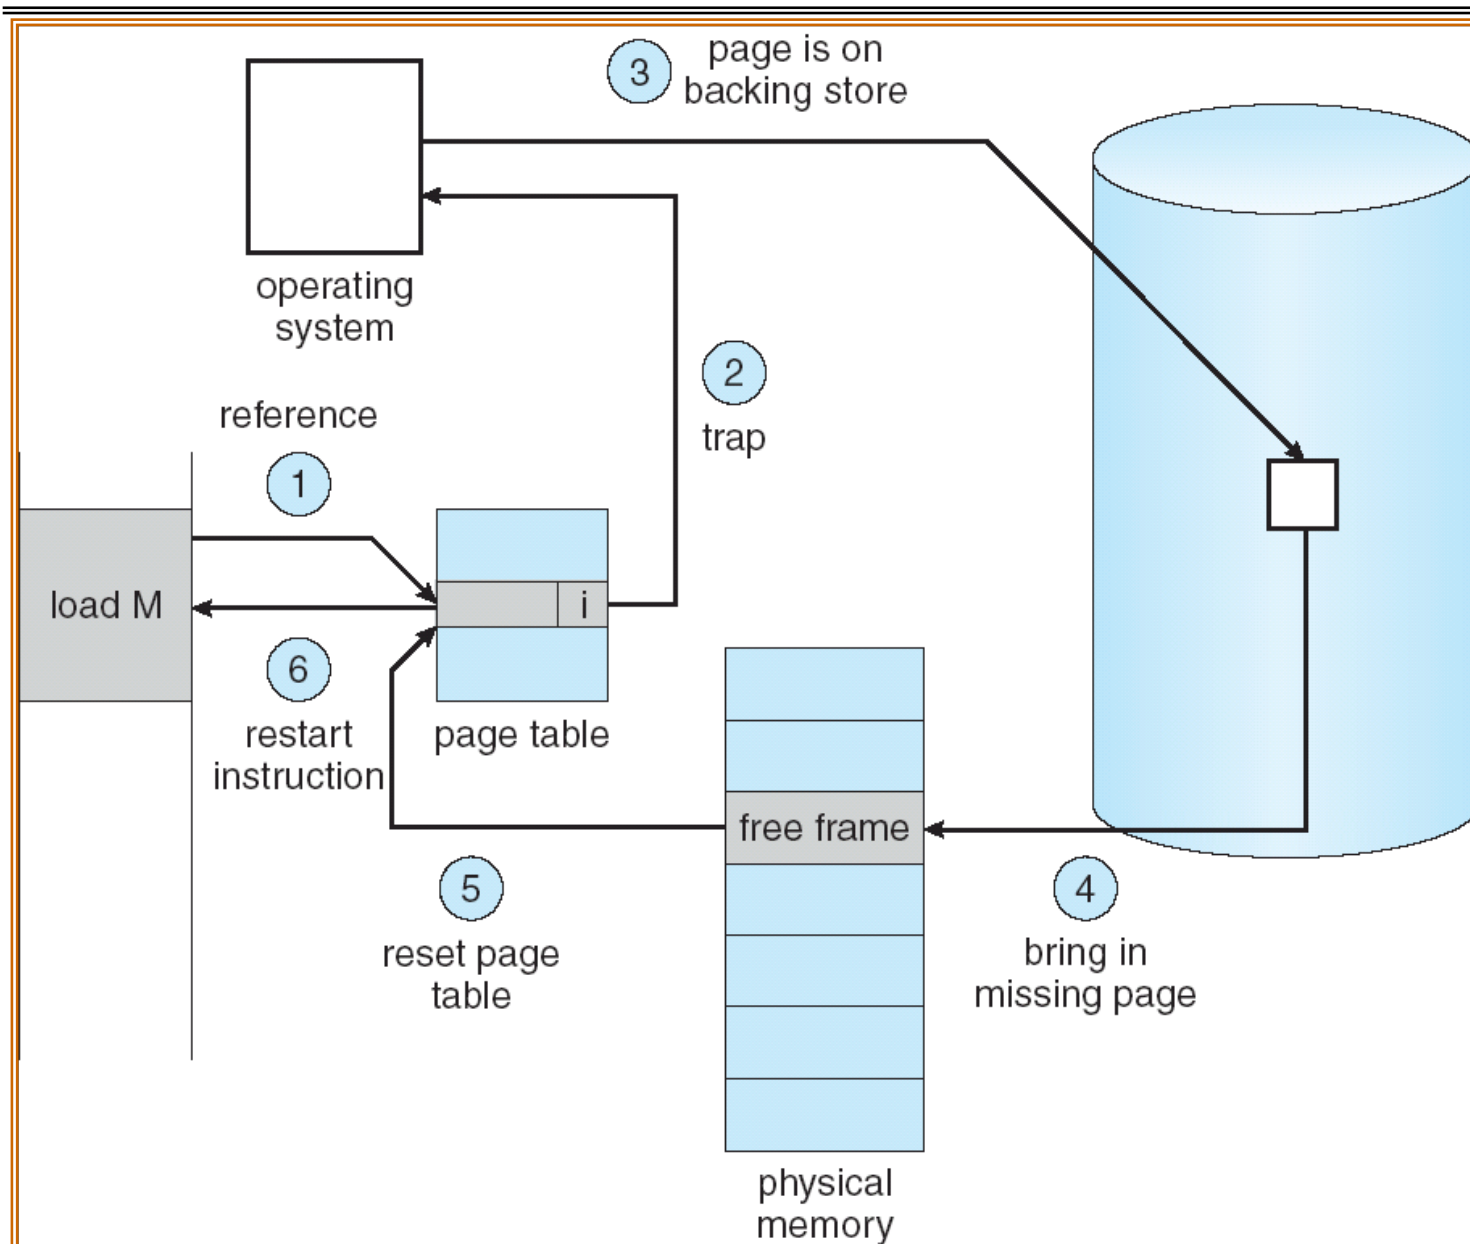 3
page is on
backing store
operating
system
2
trap
reference
1
load M
i
6
restart
instruction
page table
free frame
5
reset page
table
4
bring in
missing page
physical
memory